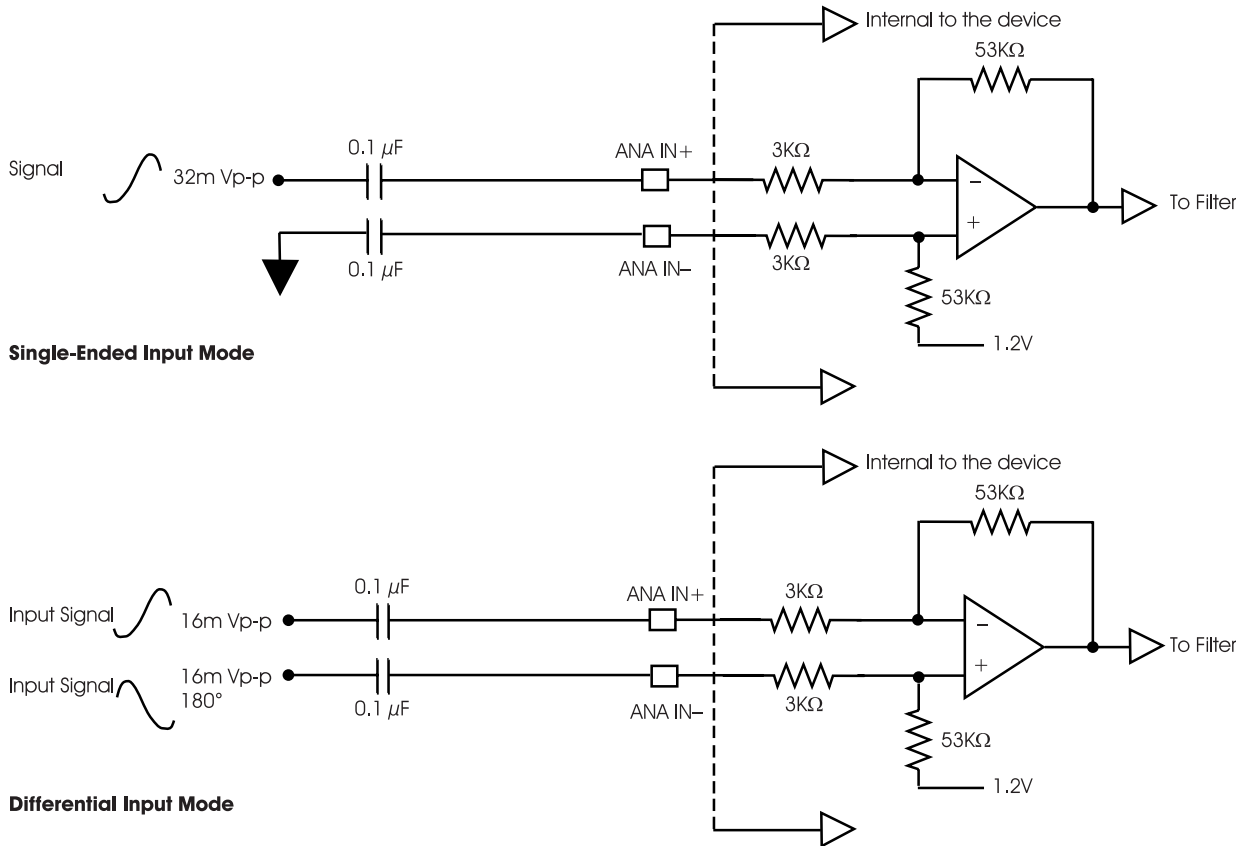 Internal to the device
53KΩ
0.1 µF
ANA IN+
3KΩ
Signal
32m Vp-p
−
To Filter
+
0.1 µF
ANA IN–
3KΩ
53KΩ
Single-Ended Input Mode
1.2V
Internal to the device
53KΩ
0.1 µF
ANA IN+
3KΩ
Input Signal
16m Vp-p
−
To Filter
Input Signal
16m Vp-p
180°
+
0.1 µF
ANA IN–
3KΩ
53KΩ
1.2V
Differential Input Mode